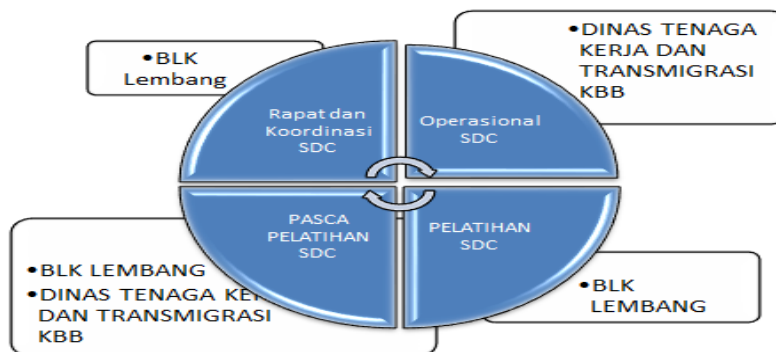 •BLK
Lembang
•DINAS TENAGA
KERJA DAN
TRANSMIGRASI
KBB
Rapat dan
Koordinasi
SDC
Operasional
SDC
PASCA
PELATIHAN
SDC
PELATIHAN
SDC
•BLK LEMBANG
•DINAS TENAGA
DAN TRANSMIGRASI
KBB
•BLK
LEMBANG